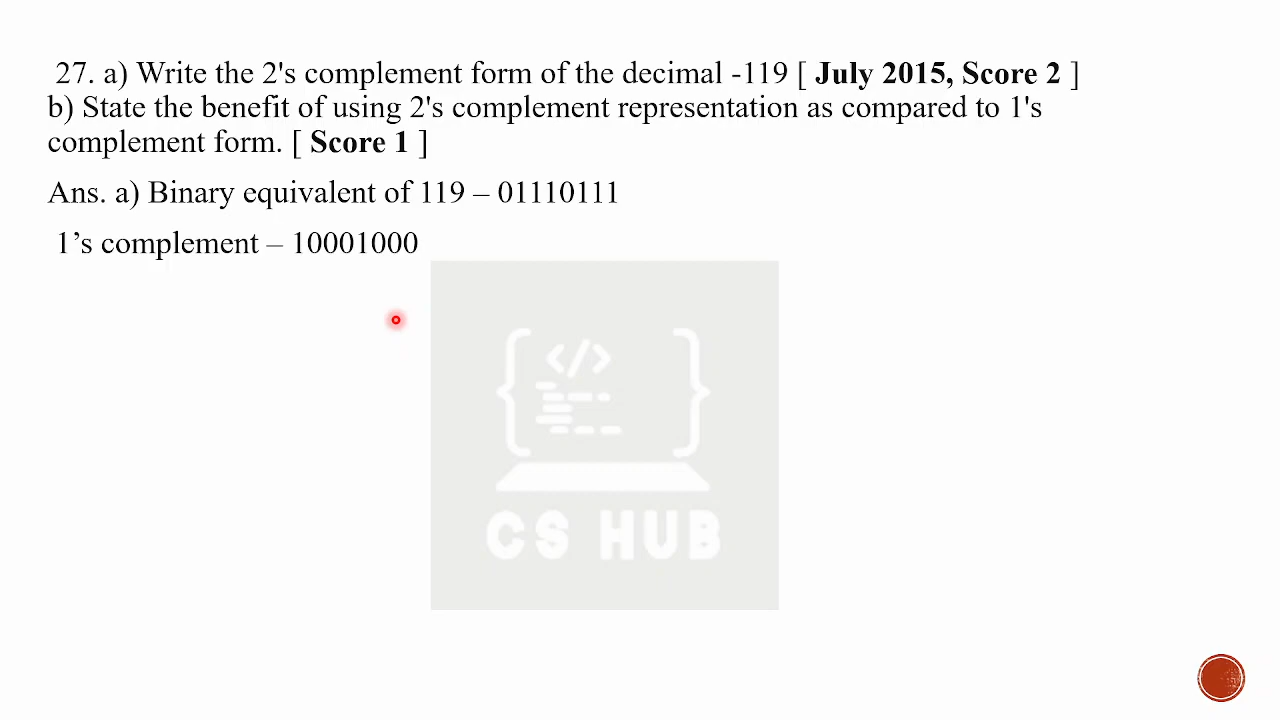 27. a) Write the 2's complement form of the decimal -119 [ July 2015, Score 2 ]
b) State the benefit of using 2's complement representation as compared to 1's
complement form. [ Score 1 ]
Ans. a) Binary equivalent of 119 – 01110111
1’s complement – 10001000
</>
CS HUB